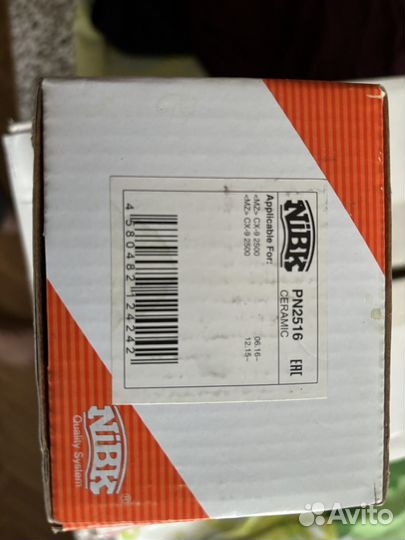 NiBK
PN2516
CERAMIC
EAC
Applicable For:
<MZ> CX-9 2500 06.16~
<MZ> CX-9 2500 12.15~
4 580482 124242
NiBK®
Quality System
Avito